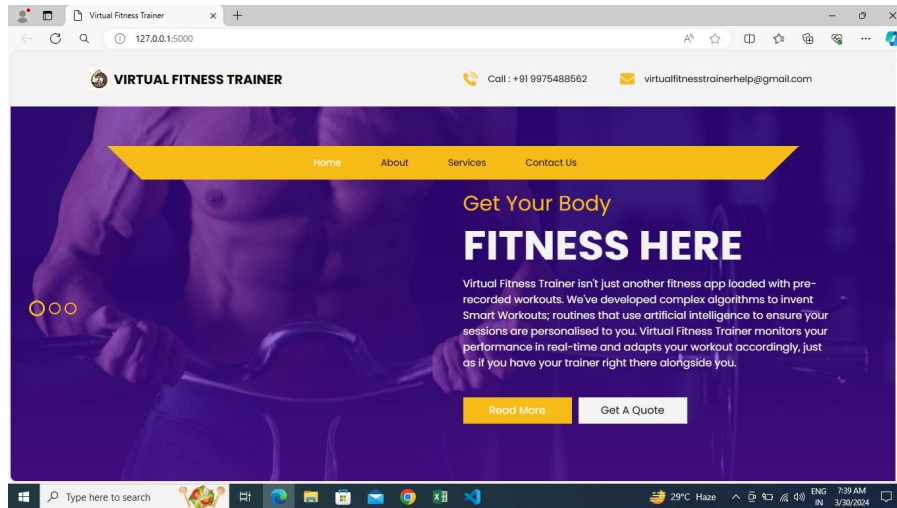 Virtual Fitness Trainer
127.0.0.1:5000
VIRTUAL FITNESS TRAINER
Call : +91 9975488562
virtualfitnesstrainerhelp@gmail.com
Home About Services Contact Us
Get Your Body
FITNESS HERE
Virtual Fitness Trainer isn't just another fitness app loaded with pre-
recorded workouts. We've developed complex algorithms to invent
Smart Workouts; routines that use artificial intelligence to ensure your
sessions are personalised to you. Virtual Fitness Trainer monitors your
performance in real-time and adapts your workout accordingly, just
as if you have your trainer right there alongside you.
Read More Get A Quote
Type here to search
29°C Haze
ENG 7:39 AM
IN 3/30/2024